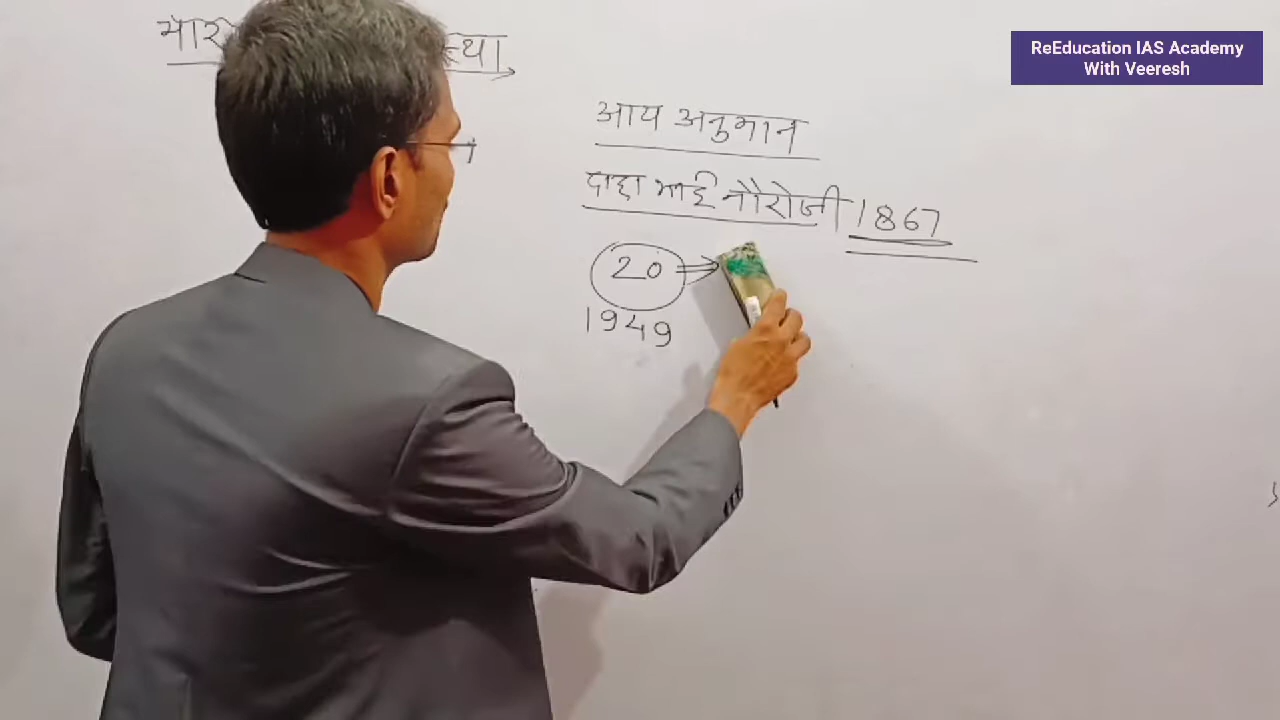 ReEducation IAS Academy
With Veeresh
आय अनुमान
दादा भाई नौरोजी 1867
20 ⇒
1949